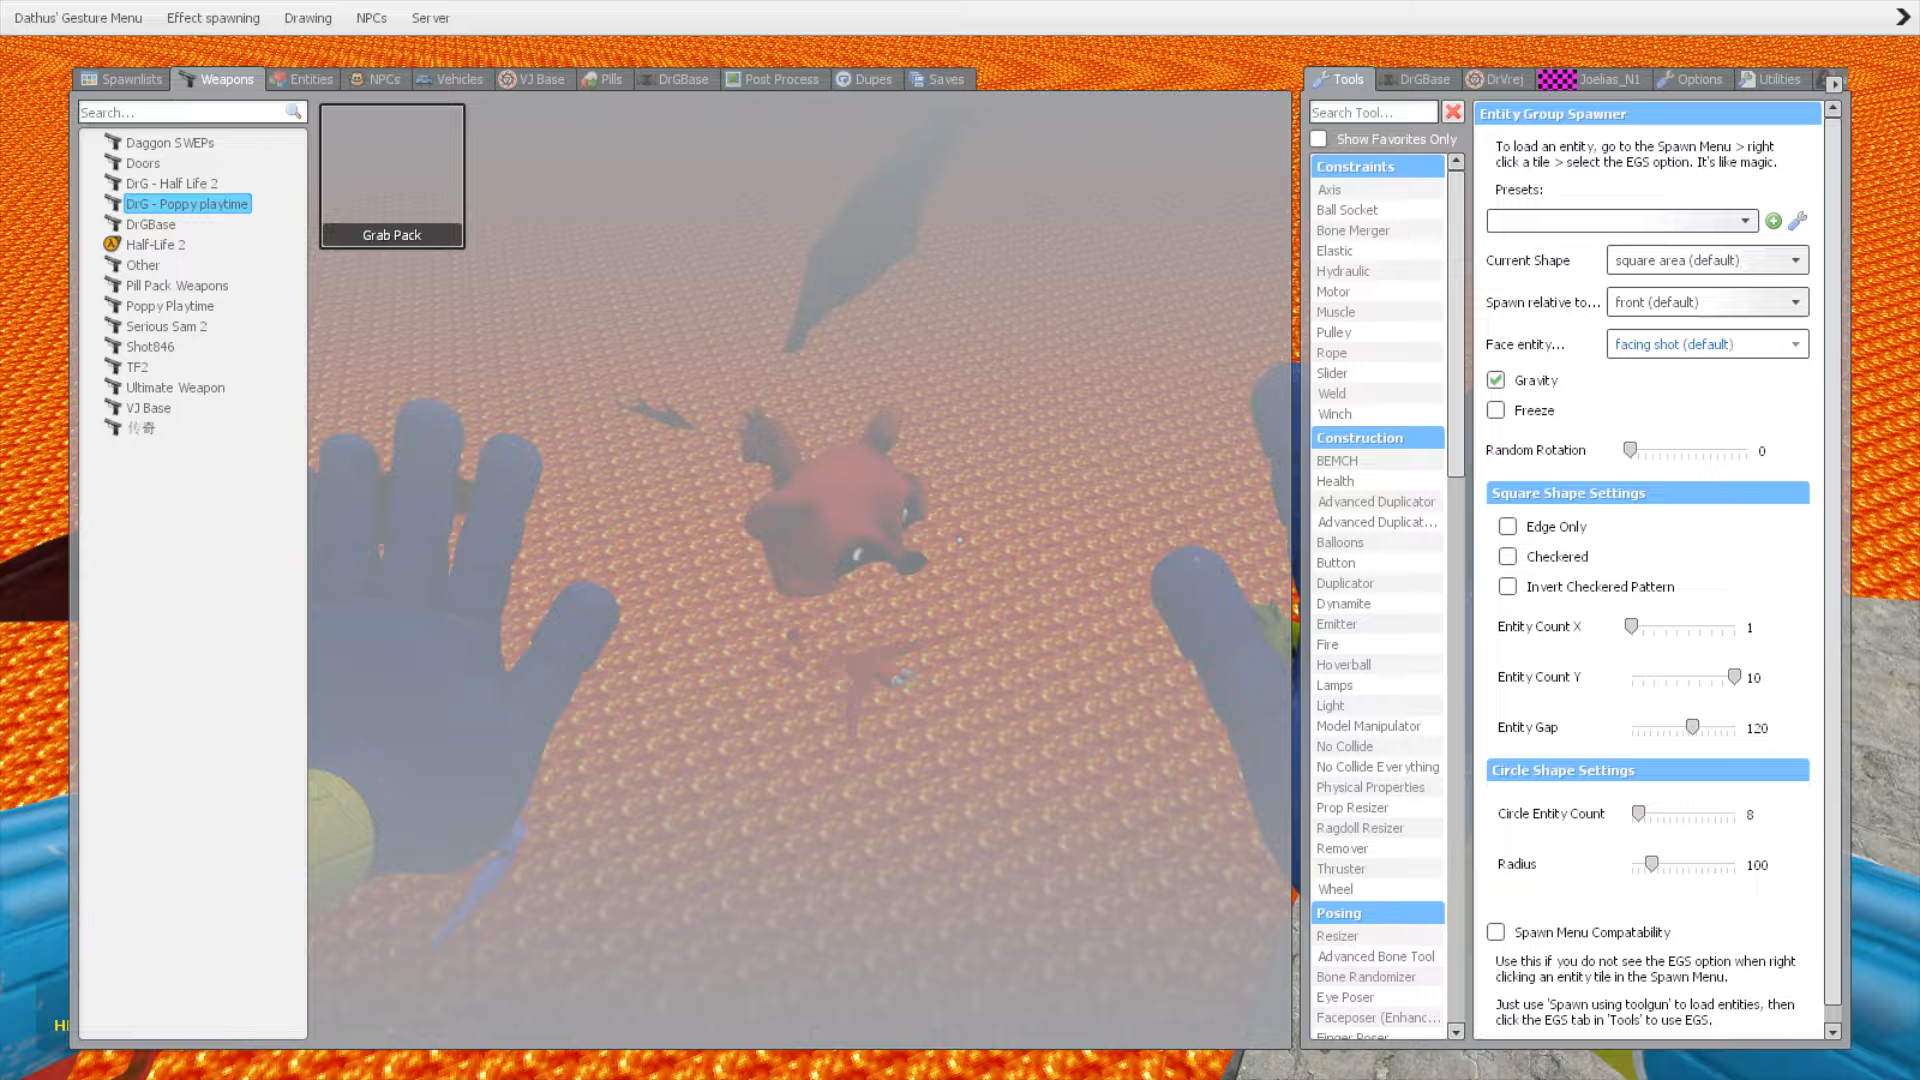 Dathus' Gesture Menu Effect spawning Drawing NPCs Server
Spawnlists Weapons Entities NPCs Vehicles VJ Base Pills DrGBase Post Process Dupes Saves
Search...
Daggon SWEPs
Doors
DrG - Half Life 2
DrG - Poppy playtime
DrGBase
Half-Life 2
Other
Pill Pack Weapons
Poppy Playtime
Serious Sam 2
Shot846
TF2
Ultimate Weapon
VJ Base
传奇
Grab Pack
Tools DrGBase DrVrej Joelias_N1 Options Utilities
Search Tool...
Show Favorites Only
Constraints
Axis
Ball Socket
Bone Merger
Elastic
Hydraulic
Motor
Muscle
Pulley
Rope
Slider
Weld
Winch
Construction
BEMCH
Health
Advanced Duplicator
Advanced Duplicat...
Balloons
Button
Duplicator
Dynamite
Emitter
Fire
Hoverball
Lamps
Light
Model Manipulator
No Collide
No Collide Everything
Physical Properties
Prop Resizer
Ragdoll Resizer
Remover
Thruster
Wheel
Posing
Resizer
Advanced Bone Tool
Bone Randomizer
Eye Poser
Faceposer (Enhanc...
Finger Poser
Entity Group Spawner
To load an entity, go to the Spawn Menu > right
click a tile > select the EGS option. It's like magic.
Presets:
Current Shape square area (default)
Spawn relative to... front (default)
Face entity... facing shot (default)
Gravity
Freeze
Random Rotation 0
Square Shape Settings
Edge Only
Checkered
Invert Checkered Pattern
Entity Count X 1
Entity Count Y 10
Entity Gap 120
Circle Shape Settings
Circle Entity Count 8
Radius 100
Spawn Menu Compatability
Use this if you do not see the EGS option when right
clicking an entity tile in the Spawn Menu.
Just use 'Spawn using toolgun' to load entities, then
click the EGS tab in 'Tools' to use EGS.